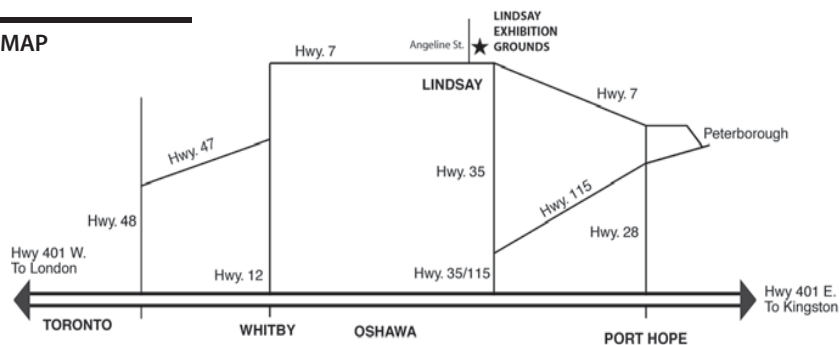 MAP
LINDSAY
EXHIBITION
GROUNDS
Angeline St.
Hwy. 7
LINDSAY
Hwy. 7
Peterborough
Hwy. 47
Hwy. 35
Hwy. 115
Hwy. 48
Hwy. 28
Hwy 401 W.
To London
Hwy. 12
Hwy. 35/115
Hwy 401 E.
To Kingston
TORONTO
WHITBY
OSHAWA
PORT HOPE